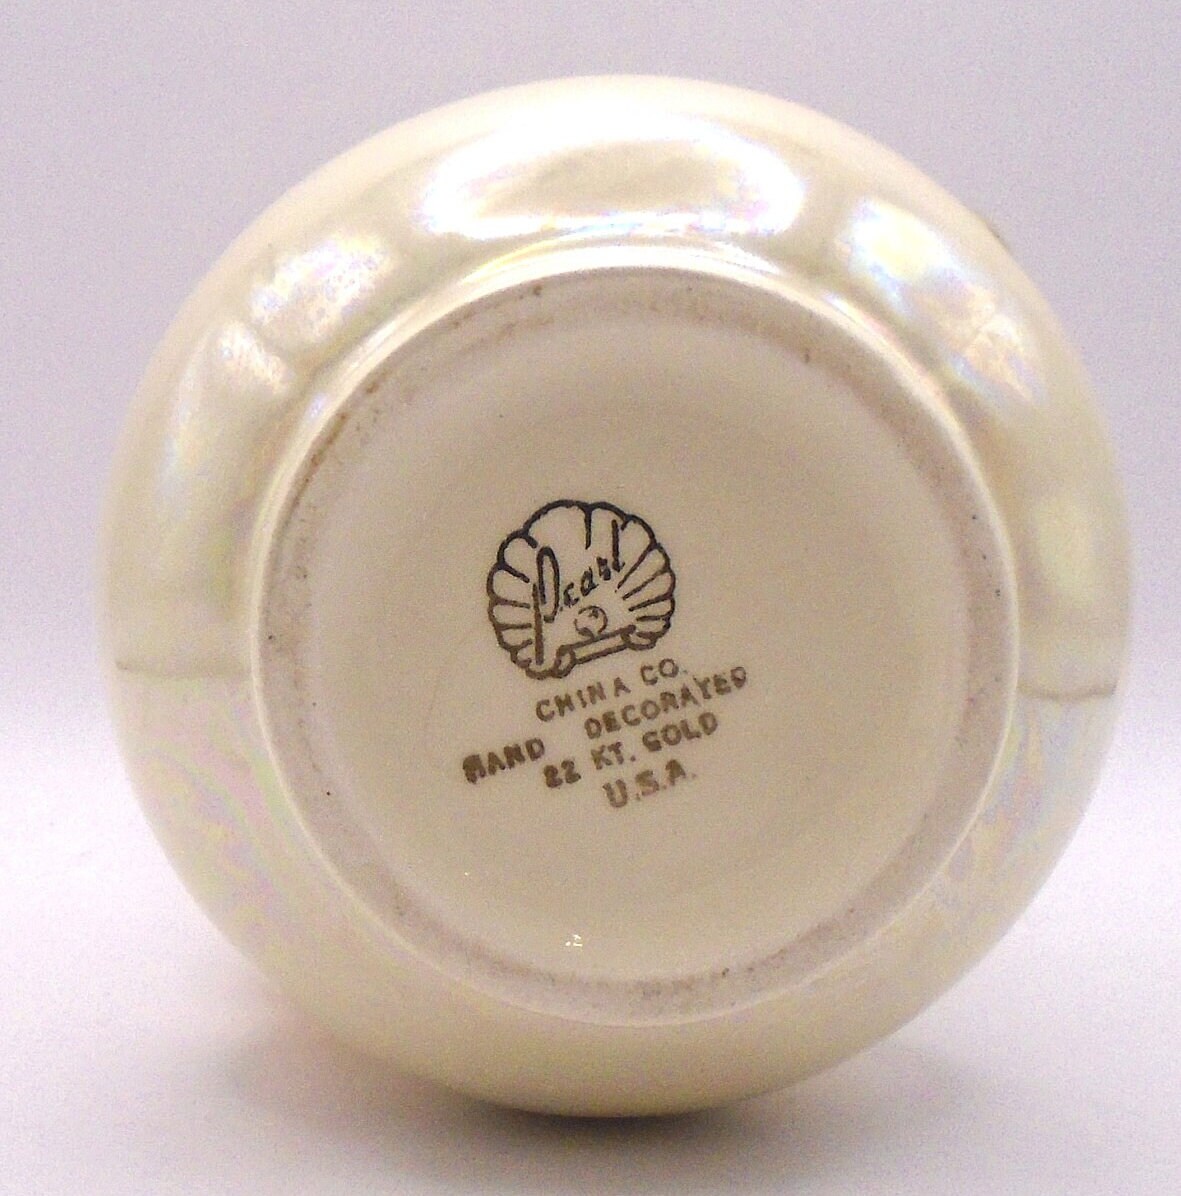 Pearl
CHINA CO.
HAND DECORATED
22 KT. GOLD
U.S.A.